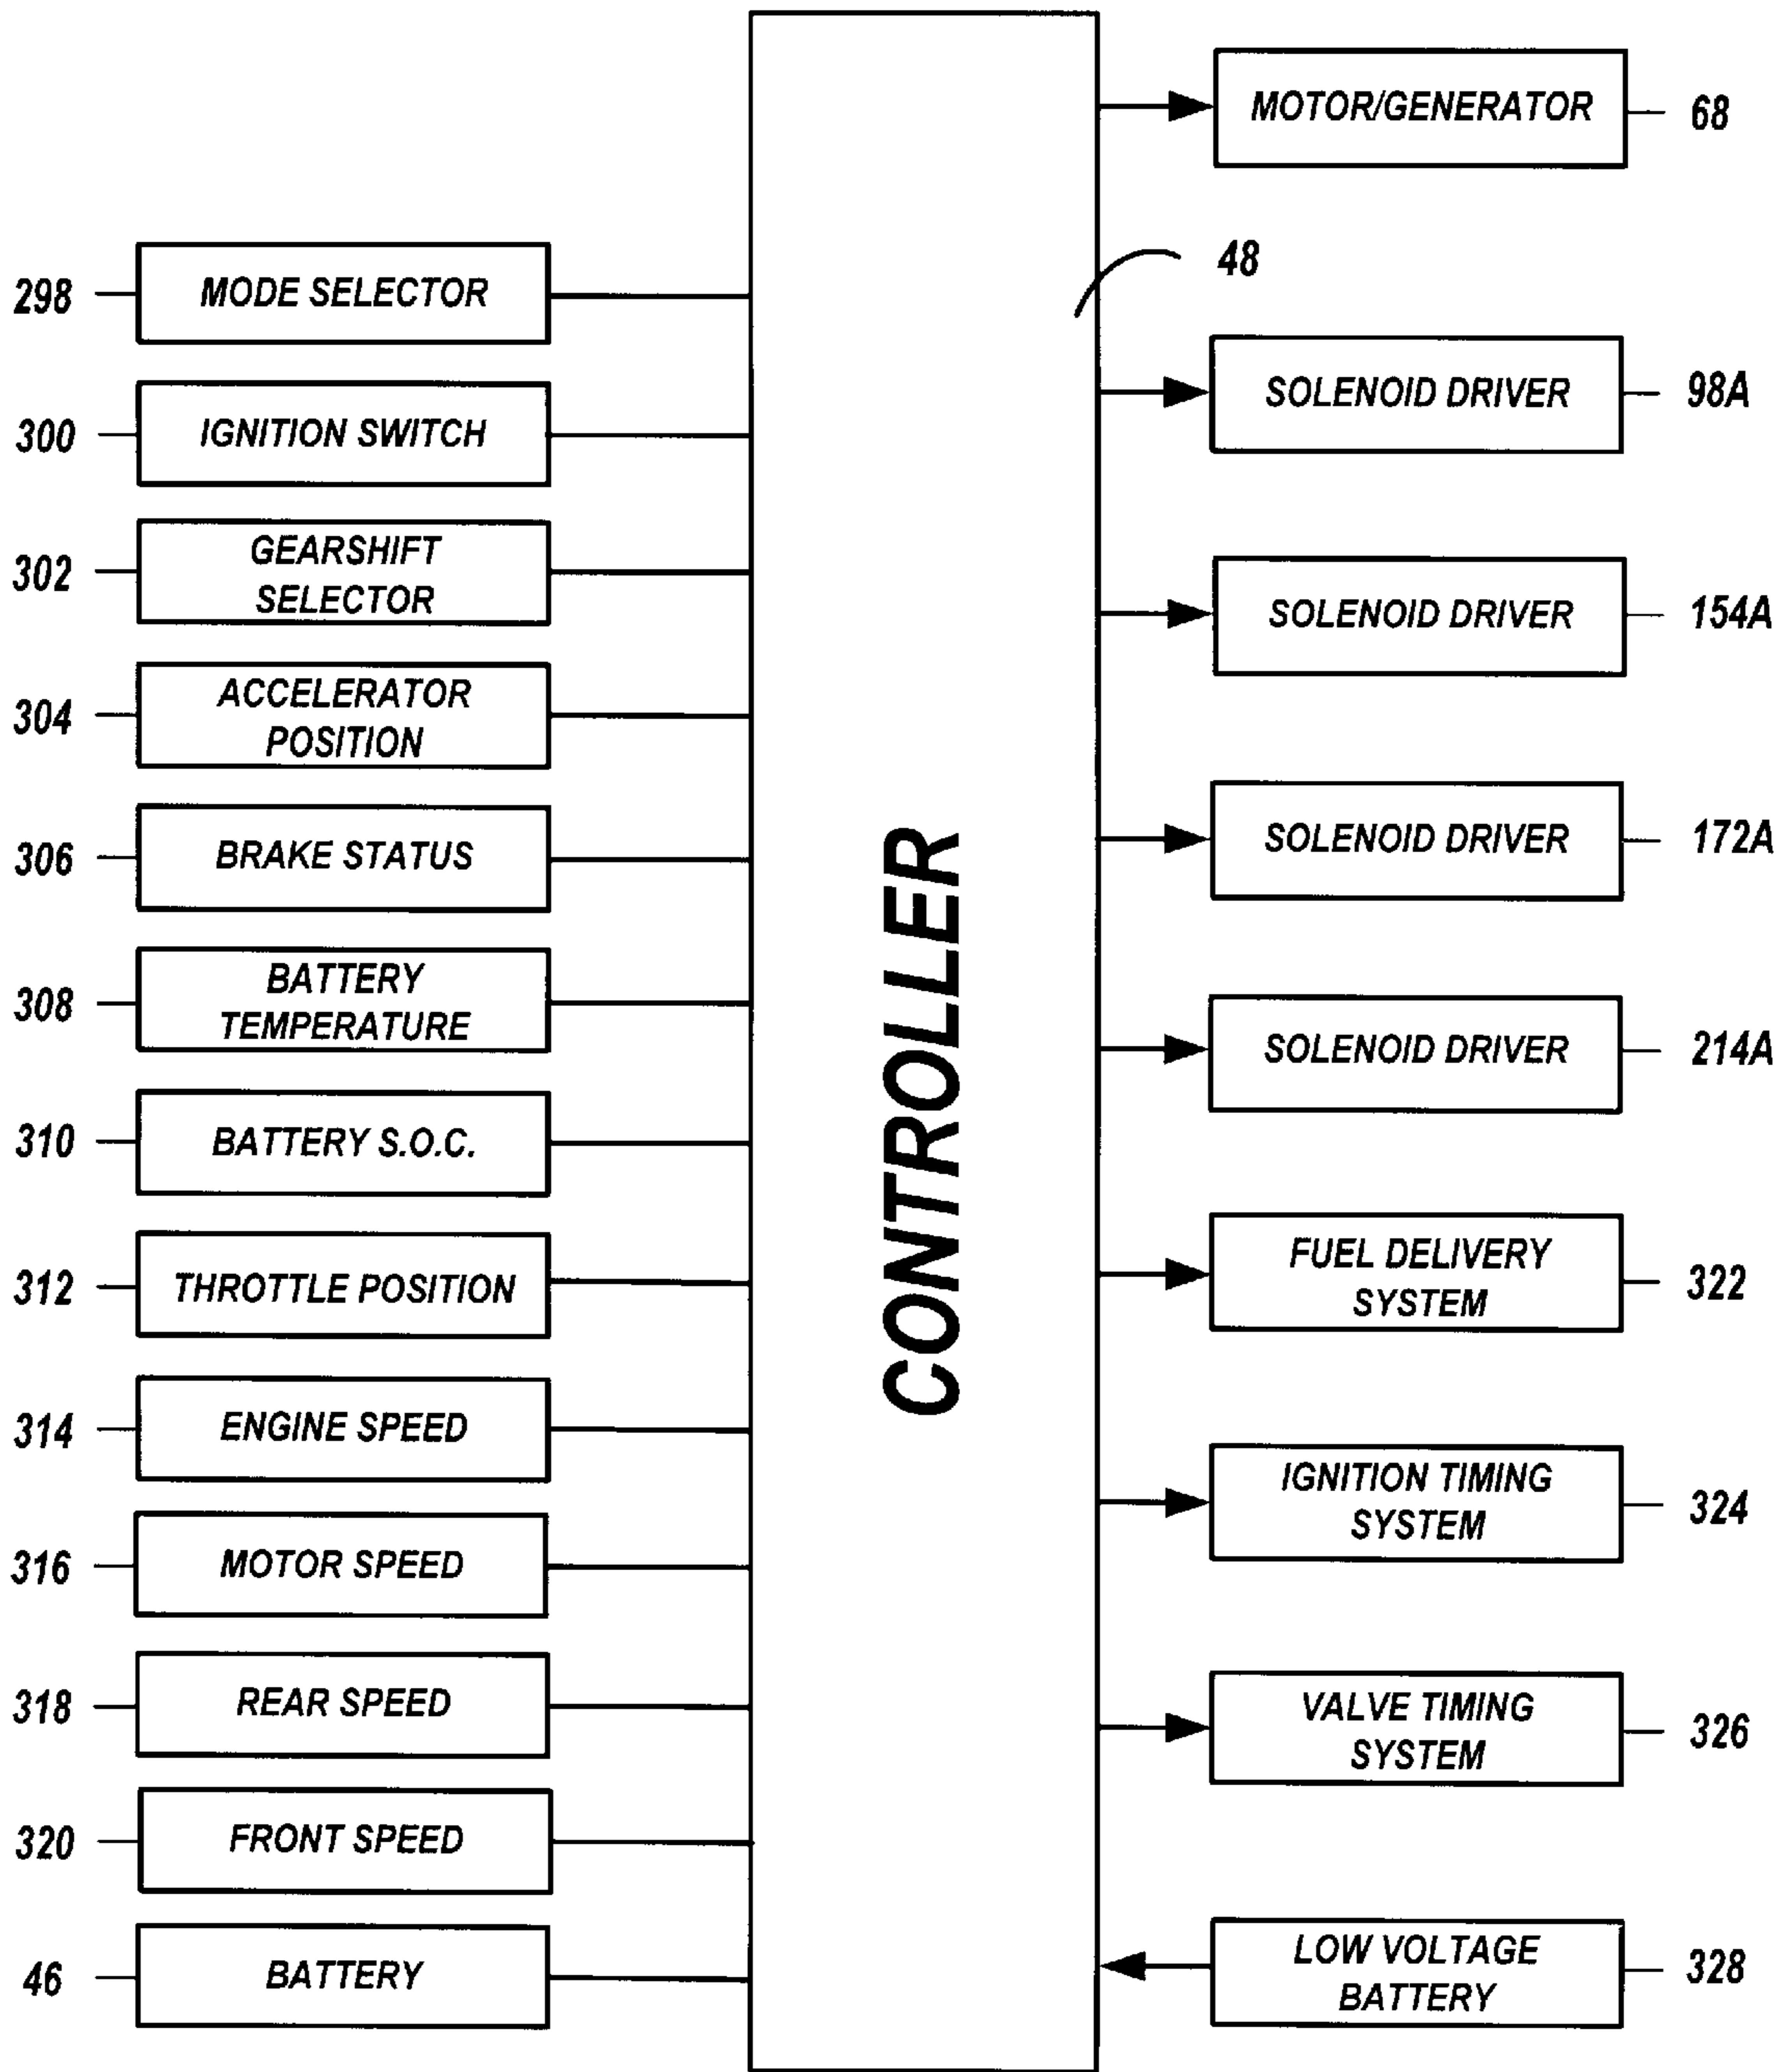 MOTOR/GENERATOR
68
48
298
MODE SELECTOR
SOLENOID DRIVER
98A
300
IGNITION SWITCH
302
GEARSHIFT
SELECTOR
SOLENOID DRIVER
154A
304
ACCELERATOR
POSITION
306
BRAKE STATUS
SOLENOID DRIVER
172A
308
BATTERY
TEMPERATURE
SOLENOID DRIVER
214A
310
BATTERY S.O.C.
312
THROTTLE POSITION
FUEL DELIVERY
SYSTEM
322
314
ENGINE SPEED
IGNITION TIMING
SYSTEM
324
316
MOTOR SPEED
318
REAR SPEED
VALVE TIMING
SYSTEM
326
320
FRONT SPEED
46
BATTERY
LOW VOLTAGE
BATTERY
328
CONTROLLER